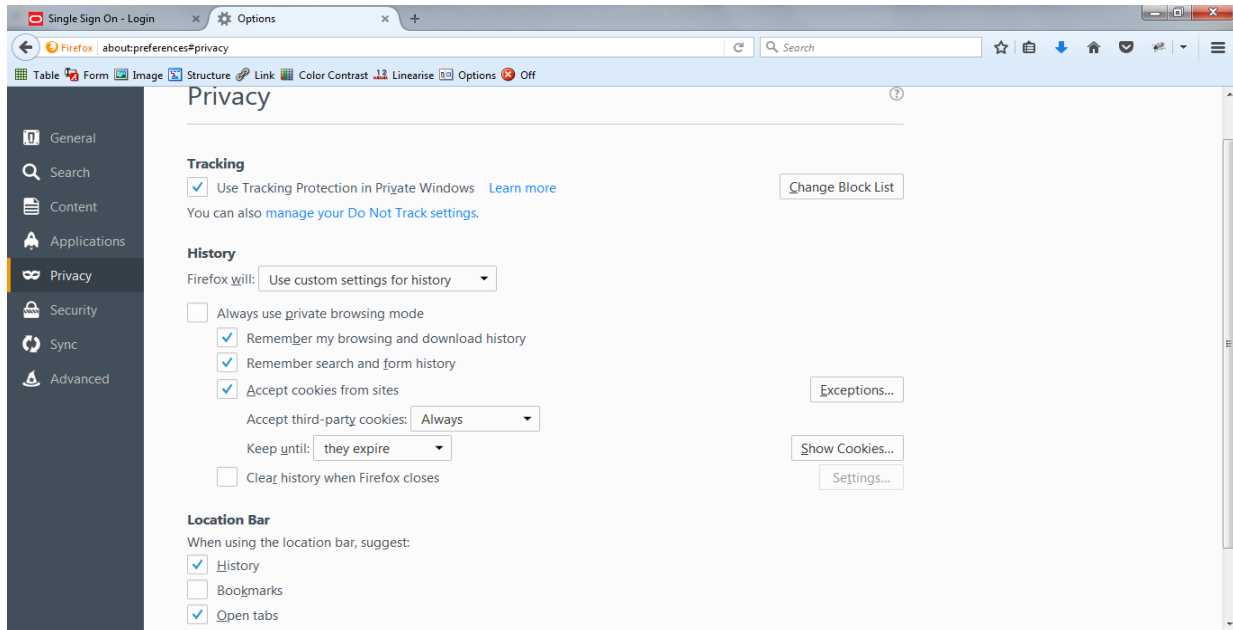 Single Sign On - Login × Options × +
Firefox about:preferences#privacy Search
Table Form Image Structure Link Color Contrast Linearise Options Off
Privacy ?
General
Search
Content
Applications
Privacy
Security
Sync
Advanced
Tracking
Use Tracking Protection in Private Windows Learn more Change Block List
You can also manage your Do Not Track settings.
History
Firefox will: Use custom settings for history
Always use private browsing mode
Remember my browsing and download history
Remember search and form history
Accept cookies from sites Exceptions...
Accept third-party cookies: Always
Keep until: they expire Show Cookies...
Clear history when Firefox closes Settings...
Location Bar
When using the location bar, suggest:
History
Bookmarks
Open tabs